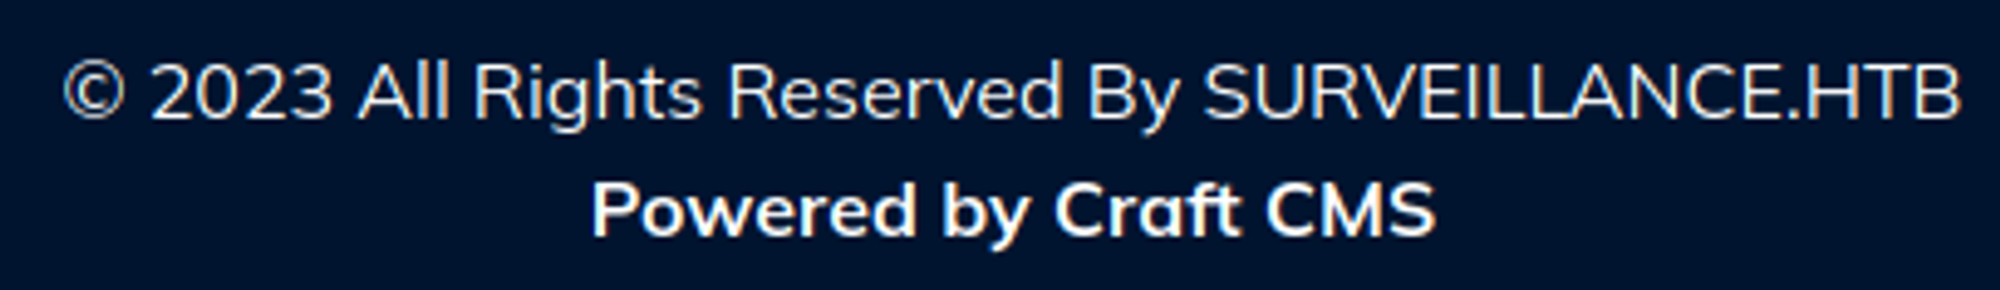 © 2023 All Rights Reserved By SURVEILLANCE.HTB
Powered by Craft CMS